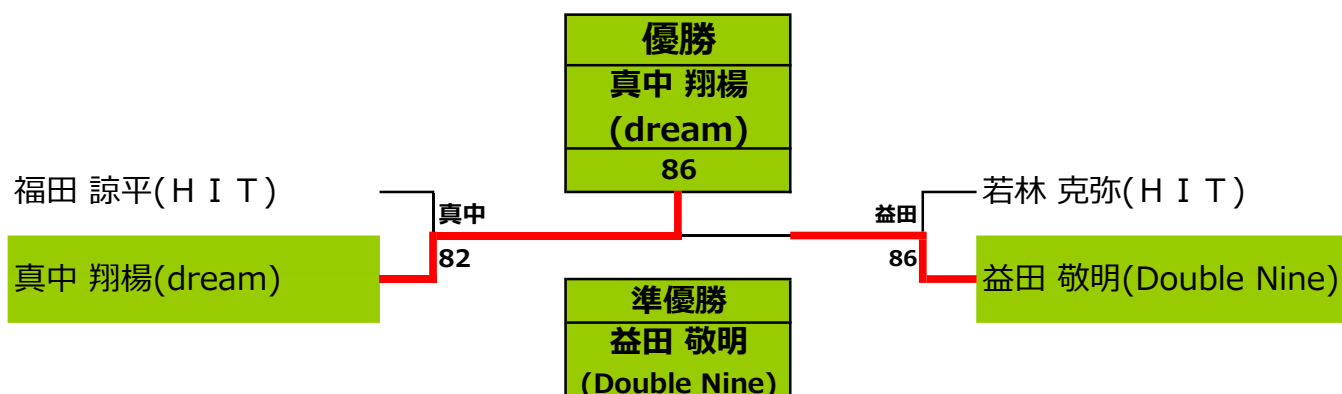 優勝
真中 翔楊
(dream)
86
福田 諒平(ＨＩＴ)
真中
82
真中 翔楊(dream)
若林 克弥(ＨＩＴ)
益田
86
益田 敬明(Double Nine)
準優勝
益田 敬明
(Double Nine)